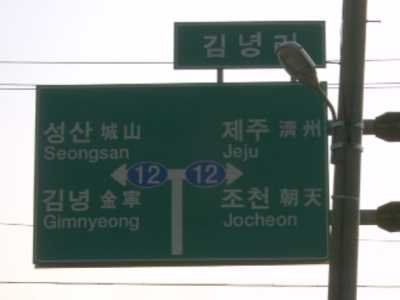 김녕리
성산 城山
Seongsan
제주 濟州
Jeju
12
12
김녕 金寧
Gimnyeong
조천 朝天
Jocheon